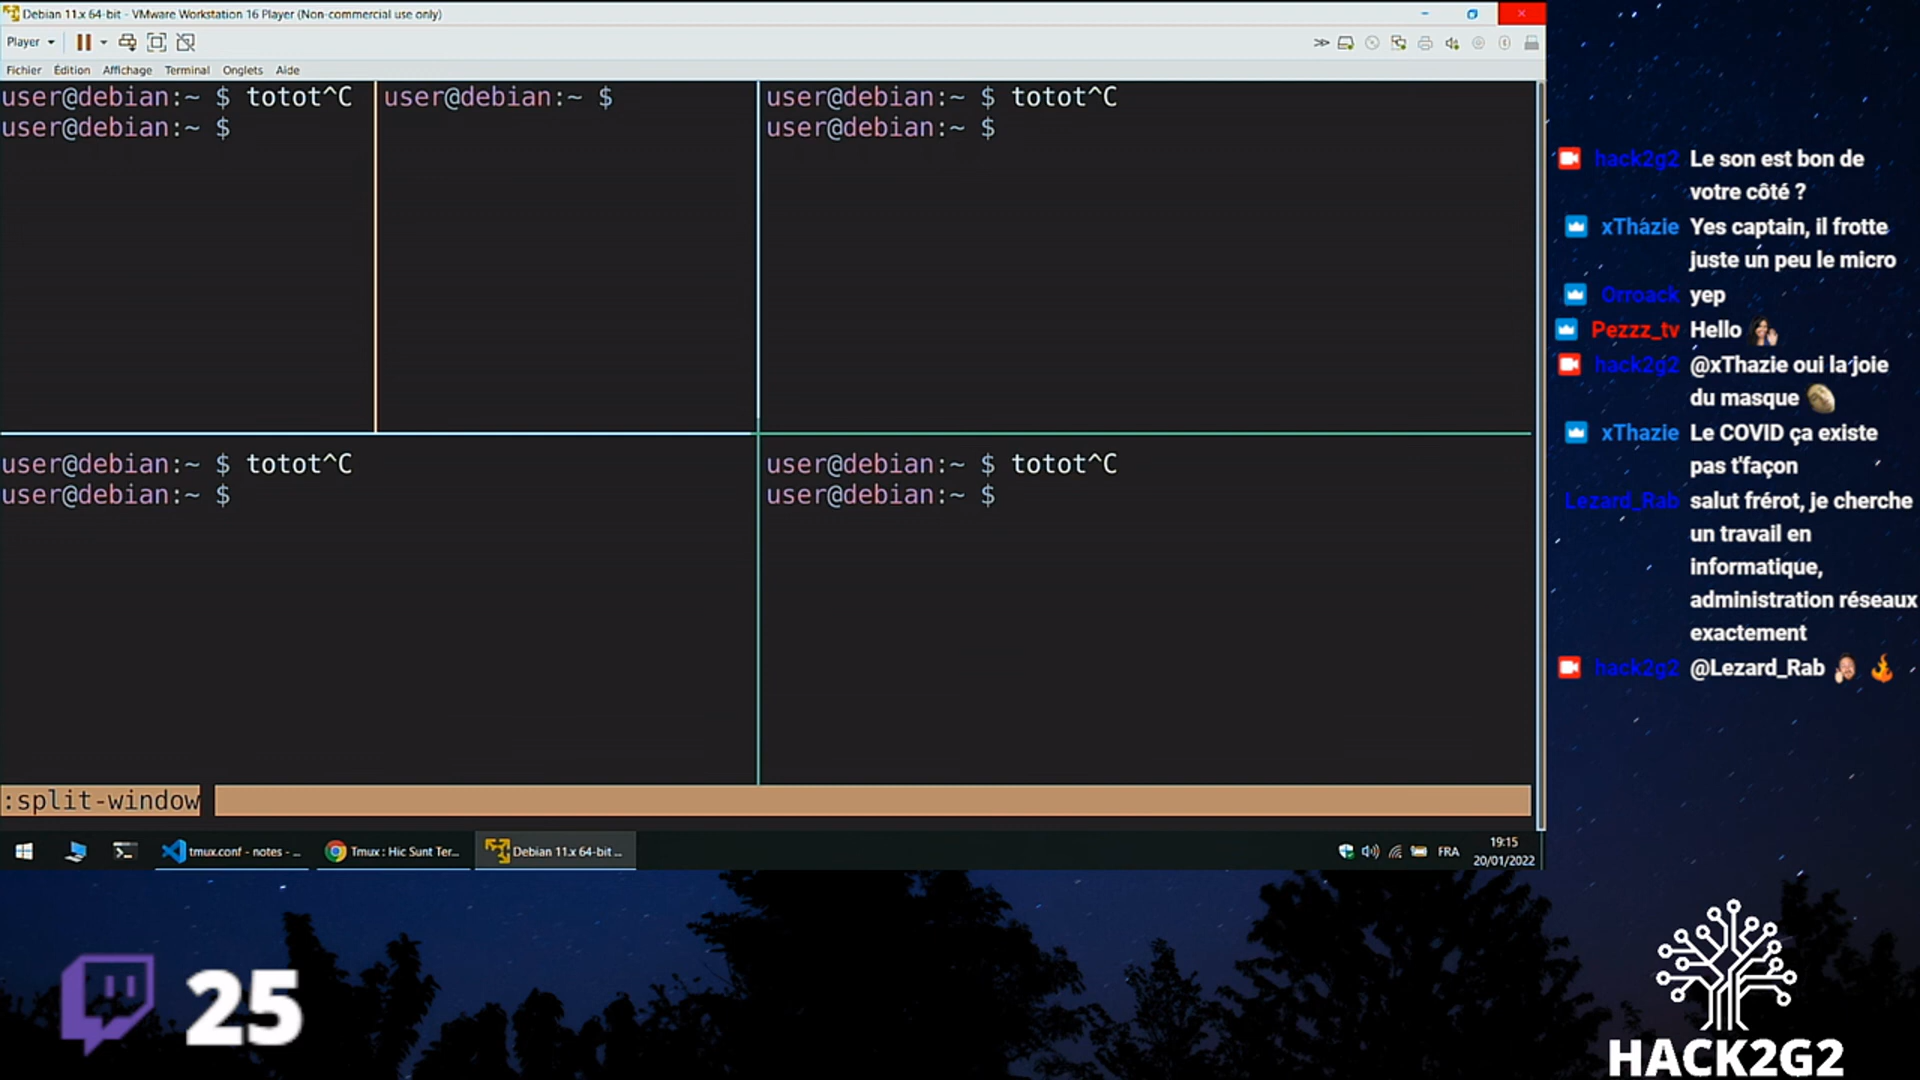 Debian 11.x 64-bit - VMware Workstation 16 Player (Non-commercial use only)
Player
Fichier Édition Affichage Terminal Onglets Aide
user@debian:~ $ totot^C
user@debian:~ $
user@debian:~ $
user@debian:~ $ totot^C
user@debian:~ $
user@debian:~ $ totot^C
user@debian:~ $
user@debian:~ $ totot^C
user@debian:~ $
:split-window
tmux.conf - notes - ...
Tmux : Hic Sunt Ter...
Debian 11.x 64-bit ...
FRA
19:15
20/01/2022
hack2g2 Le son est bon de
votre côté ?
xThazie Yes captain, il frotte
juste un peu le micro
Orroack yep
Pezzz_tv Hello
hack2g2 @xThazie oui la joie
du masque
xThazie Le COVID ça existe
pas t'façon
Lezard_Rab salut frérot, je cherche
un travail en
informatique,
administration réseaux
exactement
hack2g2 @Lezard_Rab
25
HACK2G2